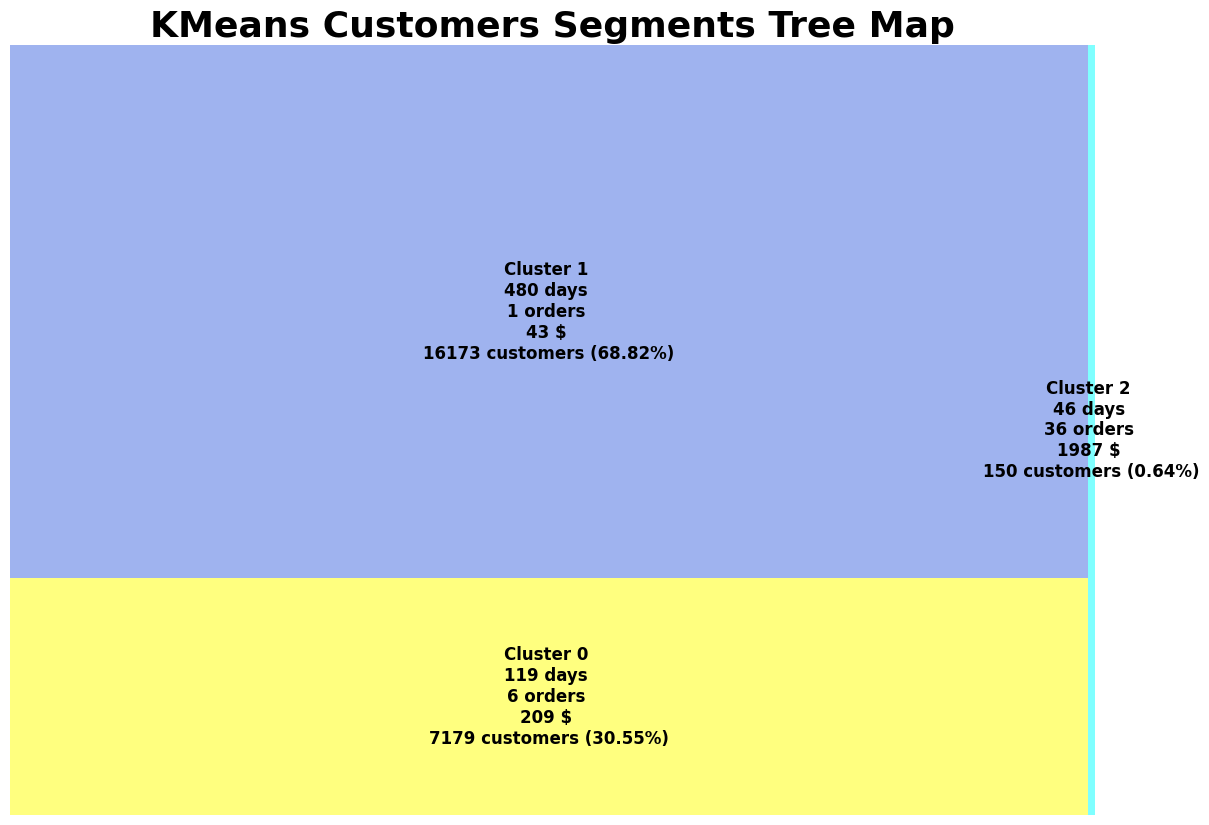 KMeans Customers Segments Tree Map
Cluster 1
480 days
1 orders
43 $
16173 customers (68.82%)
Cluster 2
46 days
36 orders
1987 $
150 customers (0.64%)
Cluster 0
119 days
6 orders
209 $
7179 customers (30.55%)